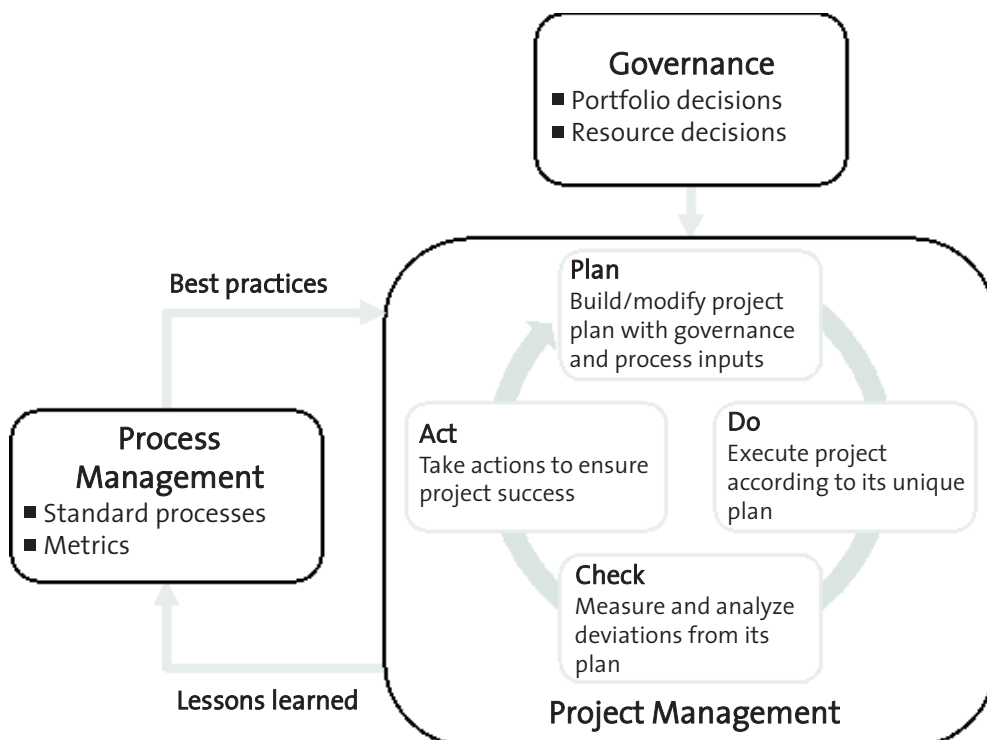 Governance
■ Portfolio decisions
■ Resource decisions
Best practices
Process
Management
■ Standard processes
■ Metrics
Lessons learned
Plan
Build/modify project
plan with governance
and process inputs
Do
Execute project
according to its unique
plan
Check
Measure and analyze
deviations from its
plan
Act
Take actions to ensure
project success
Project Management